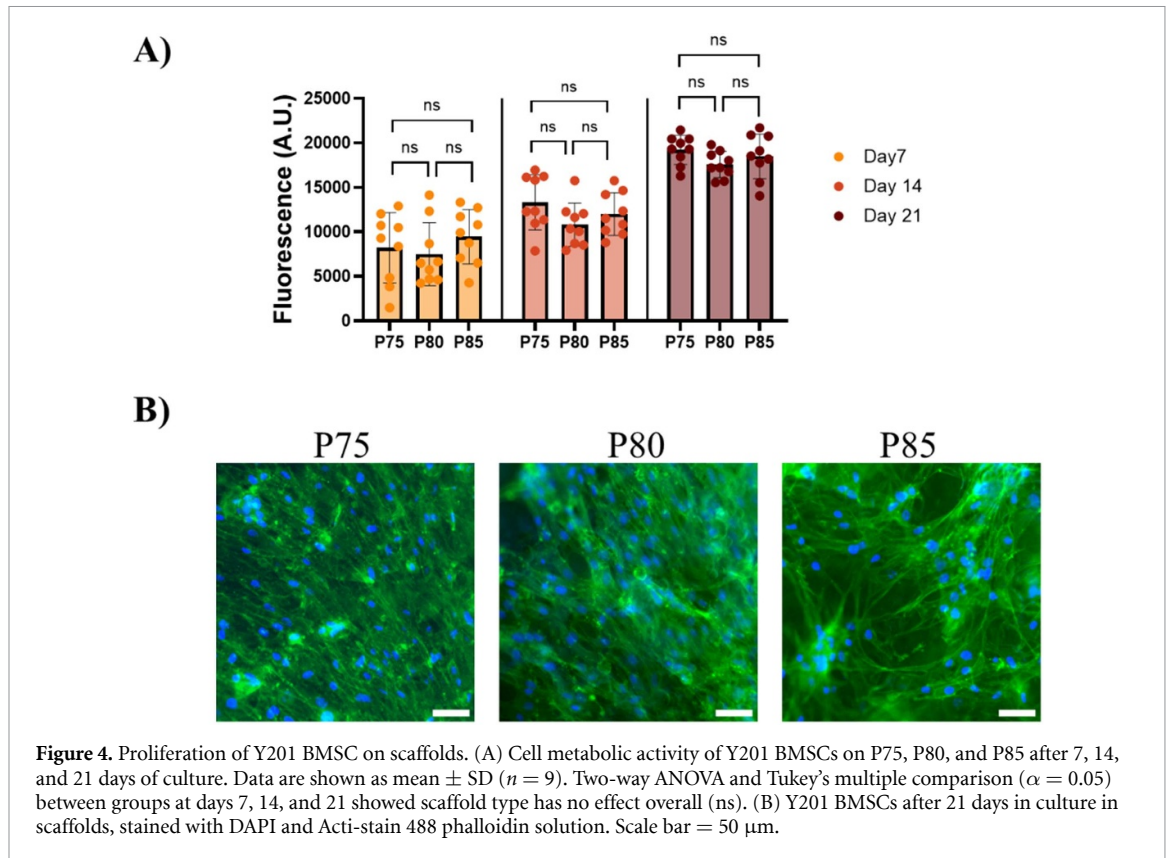 A)
ns
ns
ns
ns
ns
ns
ns
ns
ns
Fluorescence (A.U.)
25000
20000
15000
10000
5000
0
P75 P80 P85
P75 P80 P85
P75 P80 P85
Day7
Day 14
Day 21
B)
P75
P80
P85
Figure 4. Proliferation of Y201 BMSC on scaffolds. (A) Cell metabolic activity of Y201 BMSCs on P75, P80, and P85 after 7, 14,
and 21 days of culture. Data are shown as mean ± SD (n = 9). Two-way ANOVA and Tukey's multiple comparison (α = 0.05)
between groups at days 7, 14, and 21 showed scaffold type has no effect overall (ns). (B) Y201 BMSCs after 21 days in culture in
scaffolds, stained with DAPI and Acti-stain 488 phalloidin solution. Scale bar = 50 μm.